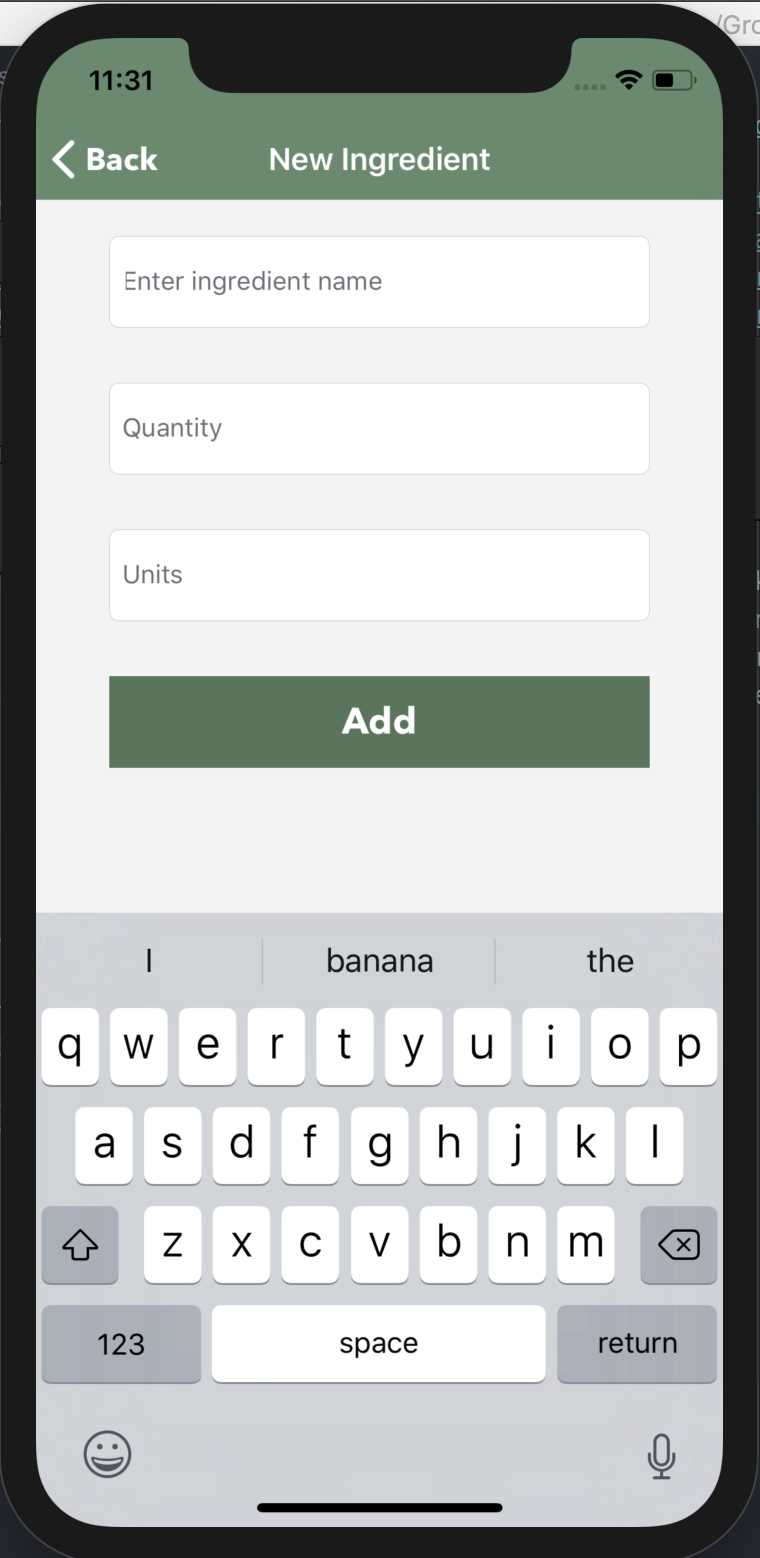 /Gro
11:31
Back
New Ingredient
Enter ingredient name
Quantity
Units
Add
I banana the
q w e r t y u i o p
a s d f g h j k l
z x c v b n m
123 space return